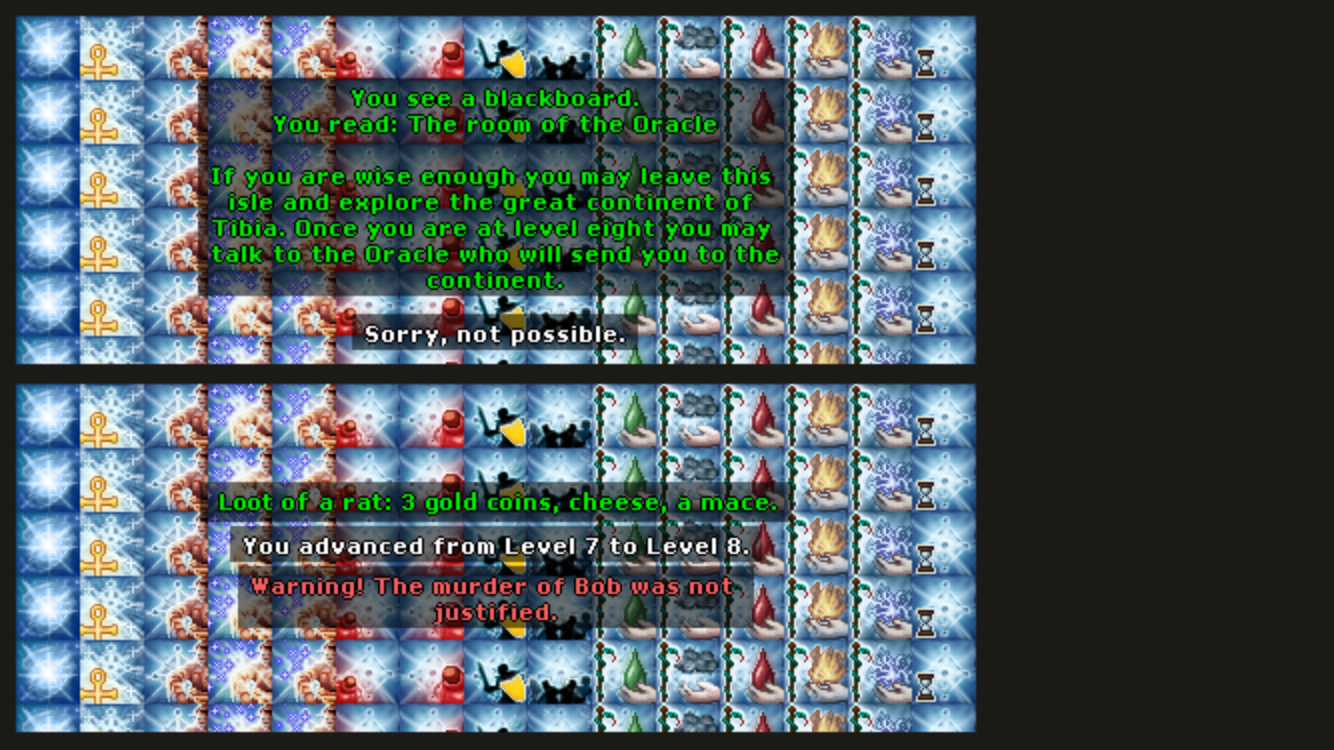 You see a blackboard.
You read: The room of the Oracle
If you are wise enough you may leave this
isle and explore the great continent of
Tibia. Once you are at level eight you may
talk to the Oracle who will send you to the
continent.
Sorry, not possible.
Loot of a rat: 3 gold coins, cheese, a mace.
You advanced from Level 7 to Level 8.
Warning! The murder of Bob was not
justified.